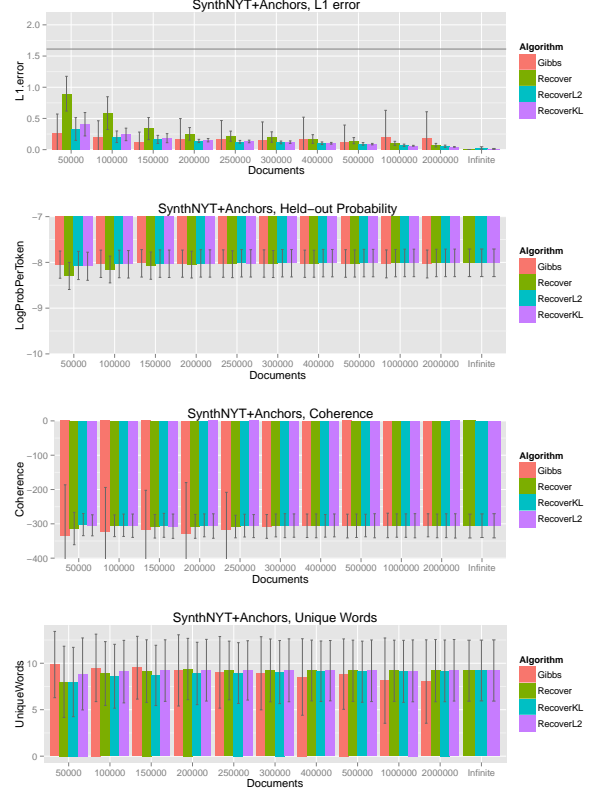 SynthNYT+Anchors, L1 error
2.0
1.5
1.0
0.5
0.0
L1.error
50000 100000 150000 200000 250000 300000 400000 500000 1000000 2000000 Infinite
Documents
Algorithm
Gibbs
Recover
RecoverL2
RecoverKL
SynthNYT+Anchors, Held−out Probability
−7
−8
−9
−10
LogProbPerToken
50000 100000 150000 200000 250000 300000 400000 500000 1000000 2000000 Infinite
Documents
Algorithm
Gibbs
Recover
RecoverL2
RecoverKL
SynthNYT+Anchors, Coherence
0
−100
−200
−300
−400
Coherence
50000 100000 150000 200000 250000 300000 400000 500000 1000000 2000000 Infinite
Documents
Algorithm
Gibbs
Recover
RecoverKL
RecoverL2
SynthNYT+Anchors, Unique Words
10
5
0
UniqueWords
50000 100000 150000 200000 250000 300000 400000 500000 1000000 2000000 Infinite
Documents
Algorithm
Gibbs
Recover
RecoverKL
RecoverL2